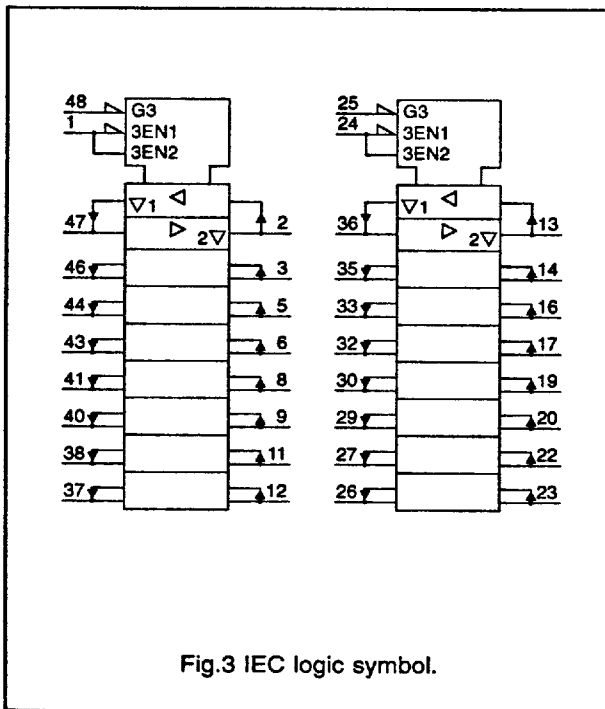 48 G3
1 3EN1
3EN2
▽1 ◁
47 ▷ 2▽ 2
46 3
44 5
43 6
41 8
40 9
38 11
37 12
25 G3
24 3EN1
3EN2
▽1 ◁
36 ▷ 2▽ 13
35 14
33 16
32 17
30 19
29 20
27 22
26 23
Fig.3 IEC logic symbol.